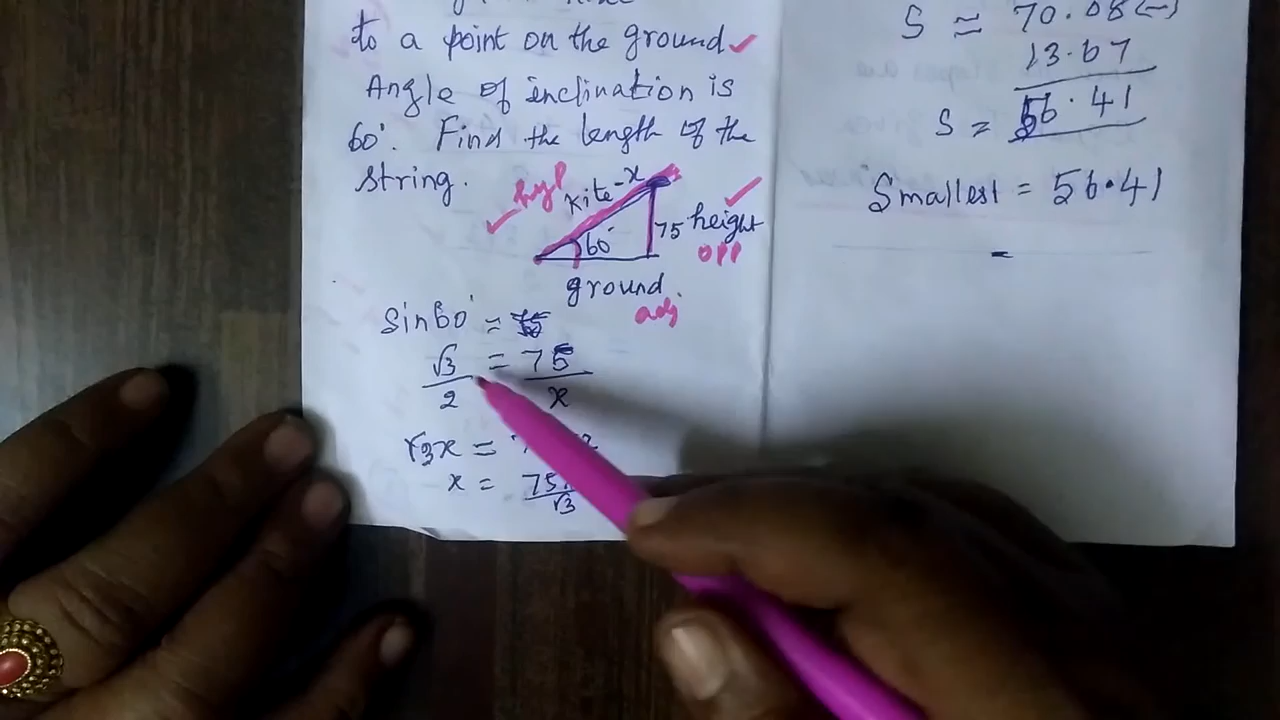 to a point on the ground
Angle of inclination is
60°. Find the length of the
string.
hyp
kite-x
75 height
60°
opp
ground
adj
sin60° =
√3 = 75
2 x
√3x =
x = 75
√3
S ≈ 70.08(-)
13.67
S = 56.41
Smallest = 56.41